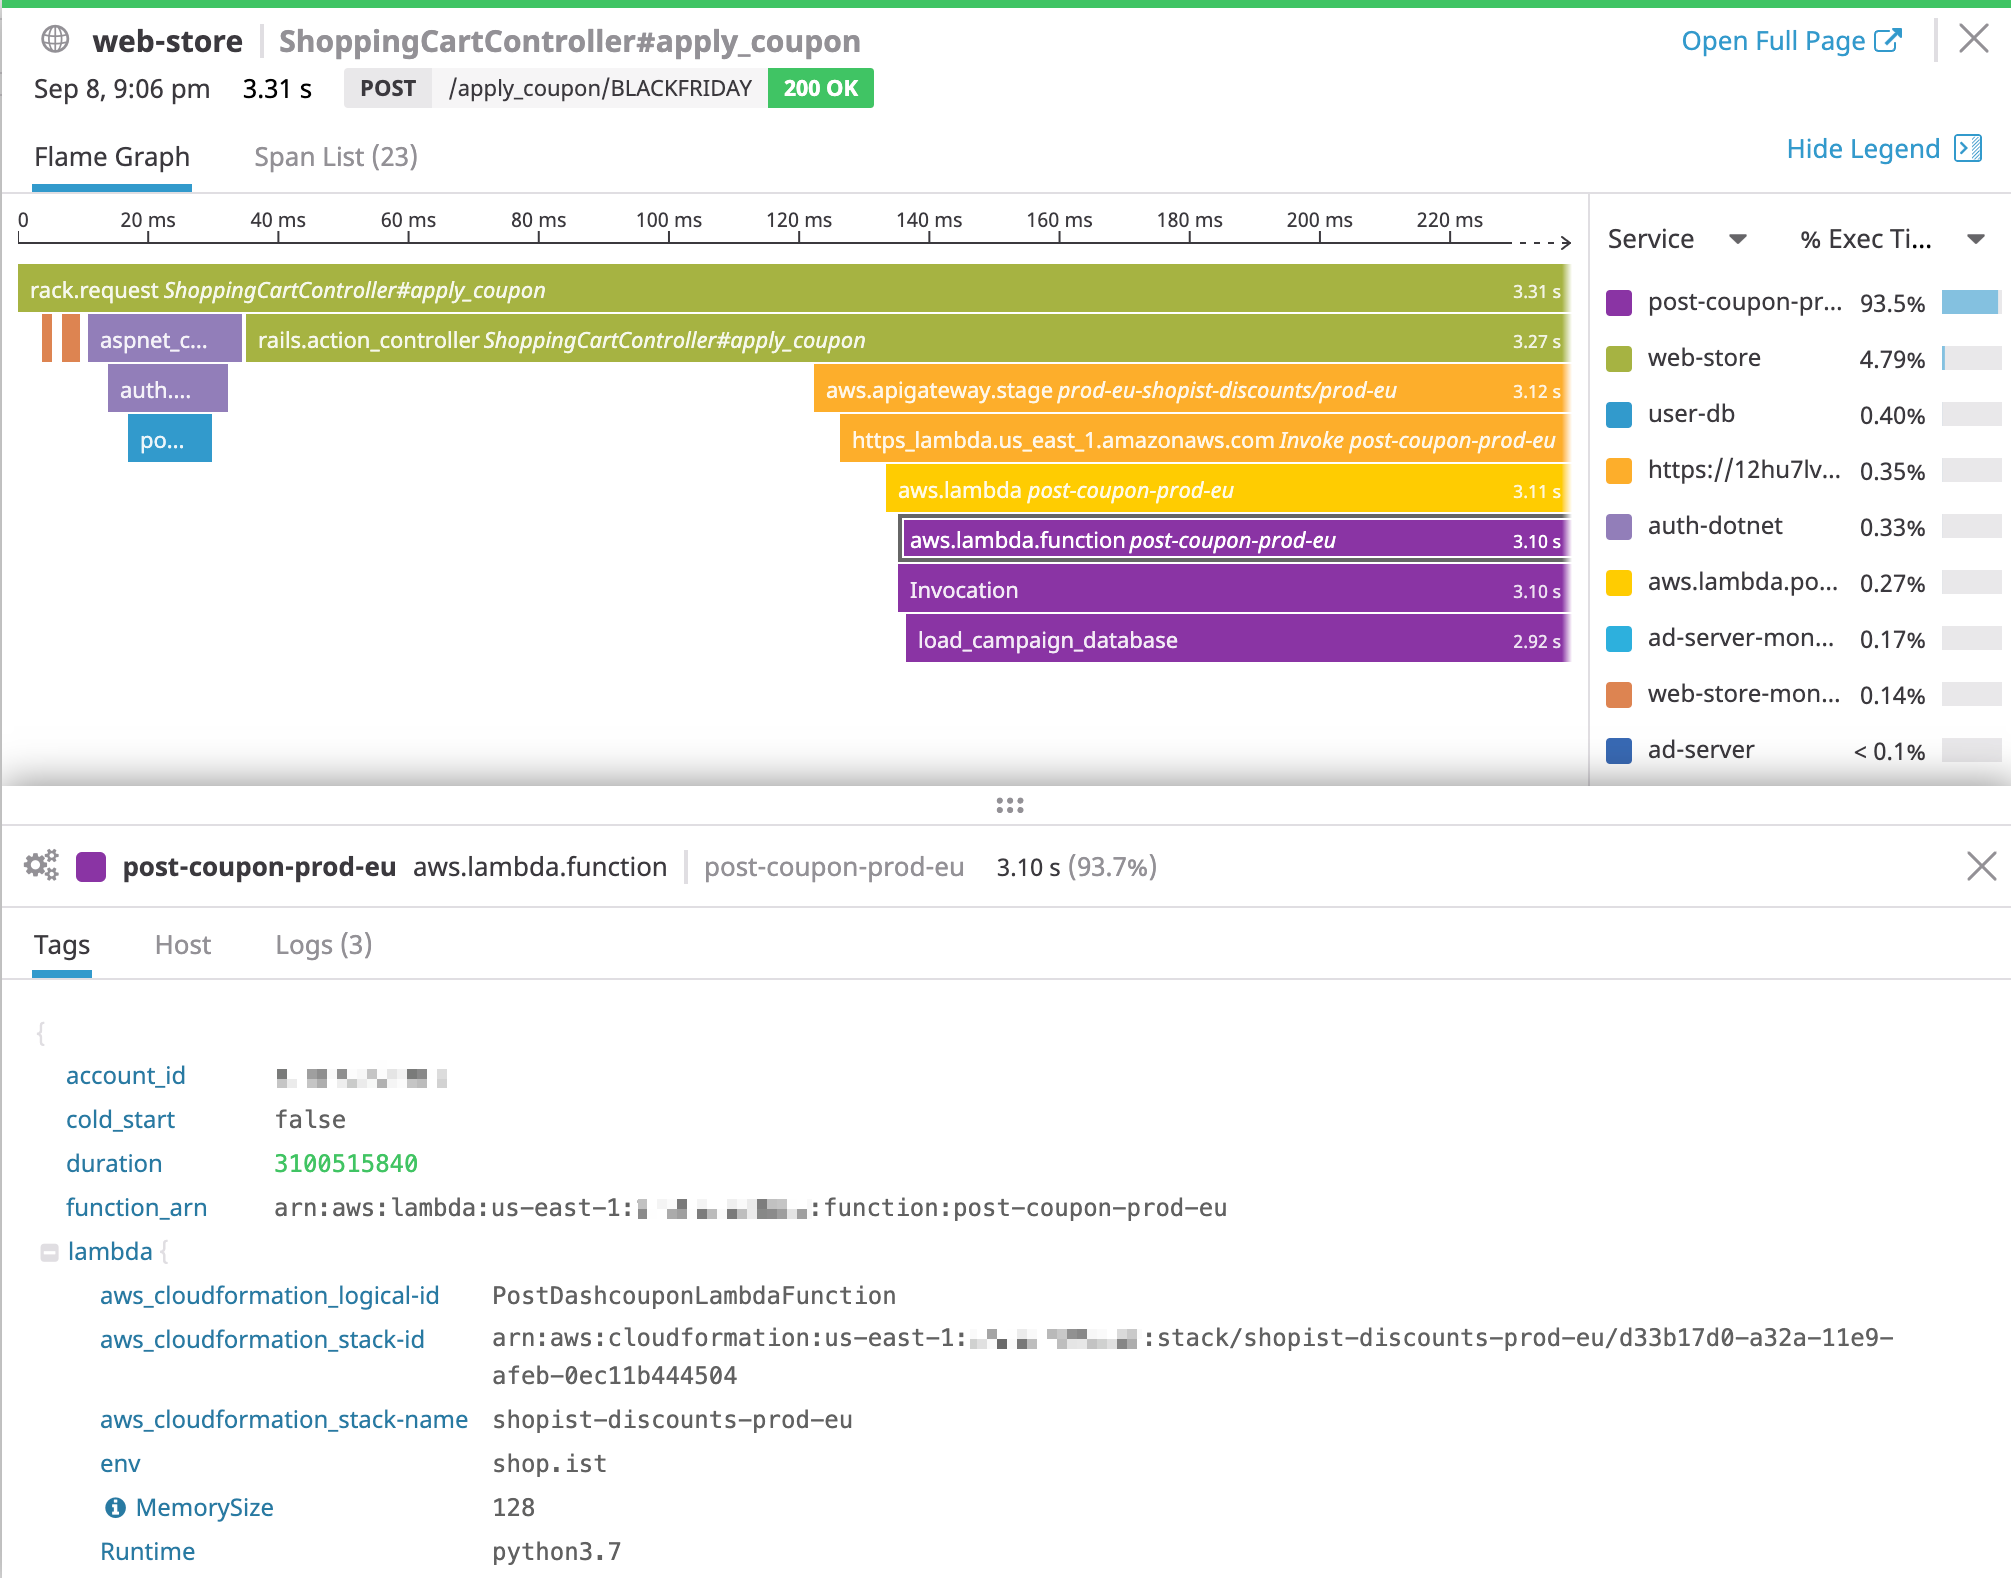 web-store | ShoppingCartController#apply_coupon Open Full Page
Sep 8, 9:06 pm 3.31 s POST /apply_coupon/BLACKFRIDAY 200 OK
Flame Graph Span List (23) Hide Legend
0 20 ms 40 ms 60 ms 80 ms 100 ms 120 ms 140 ms 160 ms 180 ms 200 ms 220 ms
rack.request ShoppingCartController#apply_coupon 3.31 s
aspnet_c... rails.action_controller ShoppingCartController#apply_coupon 3.27 s
auth.... aws.apigateway.stage prod-eu-shopist-discounts/prod-eu 3.12 s
po... https_lambda.us_east_1.amazonaws.com Invoke post-coupon-prod-eu
aws.lambda post-coupon-prod-eu 3.11 s
aws.lambda.function post-coupon-prod-eu 3.10 s
Invocation 3.10 s
load_campaign_database 2.92 s
Service % Exec Ti...
post-coupon-pr... 93.5%
web-store 4.79%
user-db 0.40%
https://12hu7lv... 0.35%
auth-dotnet 0.33%
aws.lambda.po... 0.27%
ad-server-mon... 0.17%
web-store-mon... 0.14%
ad-server < 0.1%
post-coupon-prod-eu aws.lambda.function | post-coupon-prod-eu 3.10 s (93.7%)
Tags Host Logs (3)
{
account_id
cold_start false
duration 3100515840
function_arn arn:aws:lambda:us-east-1: :function:post-coupon-prod-eu
lambda {
aws_cloudformation_logical-id PostDashcouponLambdaFunction
aws_cloudformation_stack-id arn:aws:cloudformation:us-east-1: :stack/shopist-discounts-prod-eu/d33b17d0-a32a-11e9-
afeb-0ec11b444504
aws_cloudformation_stack-name shopist-discounts-prod-eu
env shop.ist
MemorySize 128
Runtime python3.7